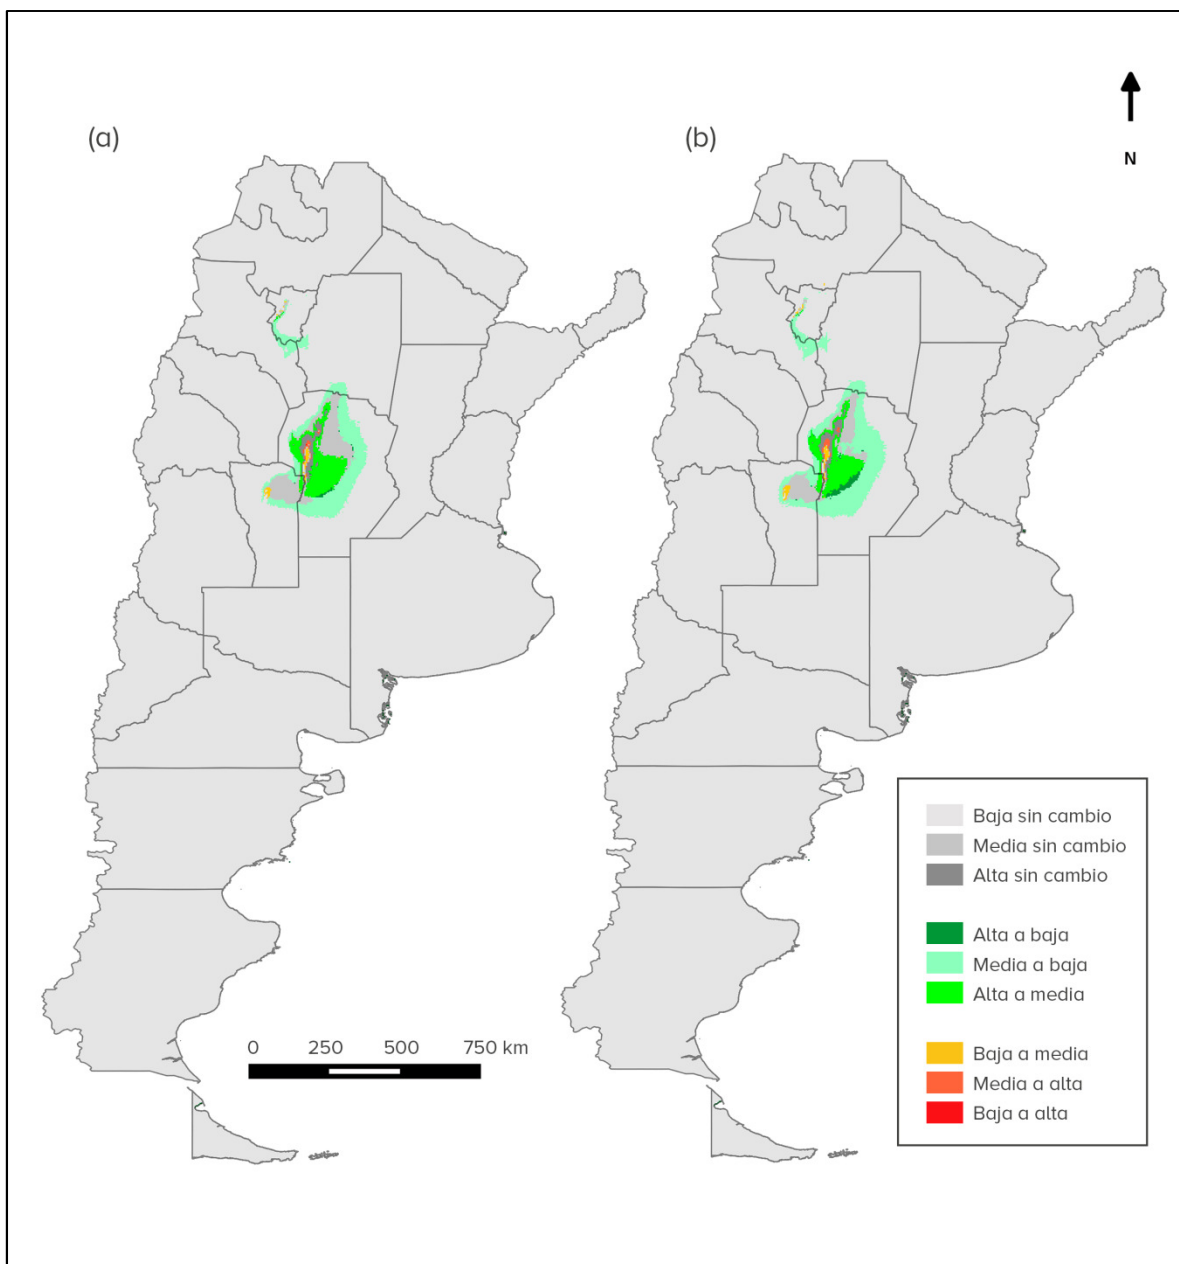 (a)
(b)
N
0 250 500 750 km
Baja sin cambio
Media sin cambio
Alta sin cambio
Alta a baja
Media a baja
Alta a media
Baja a media
Media a alta
Baja a alta